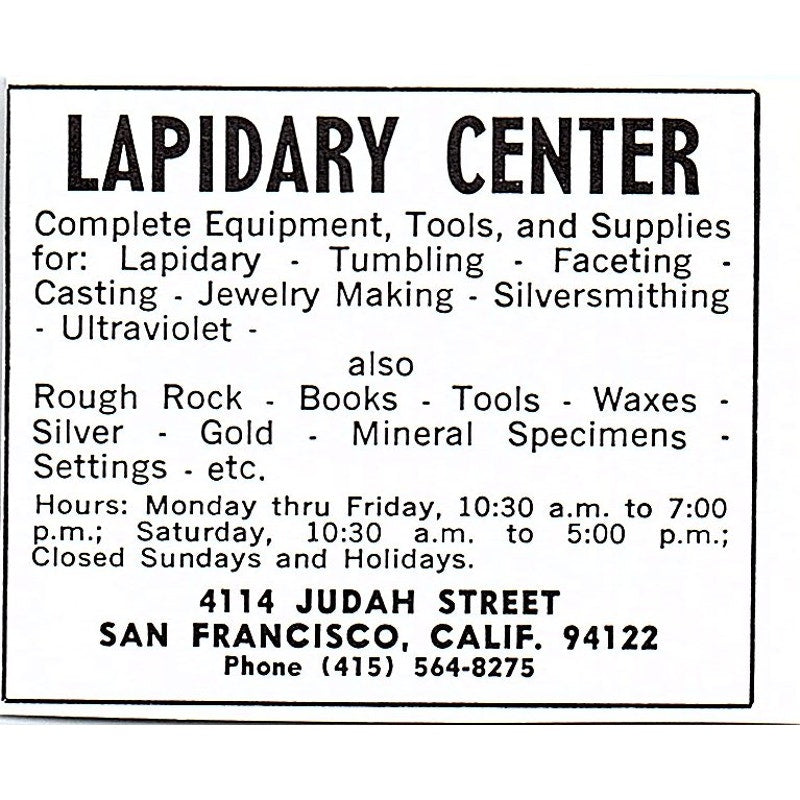 LAPIDARY CENTER
Complete Equipment, Tools, and Supplies
for: Lapidary - Tumbling - Faceting -
Casting - Jewelry Making - Silversmithing
- Ultraviolet -
also
Rough Rock - Books - Tools - Waxes -
Silver - Gold - Mineral Specimens -
Settings - etc.
Hours: Monday thru Friday, 10:30 a.m. to 7:00
p.m.; Saturday, 10:30 a.m. to 5:00 p.m.;
Closed Sundays and Holidays.
4114 JUDAH STREET
SAN FRANCISCO, CALIF. 94122
Phone (415) 564-8275